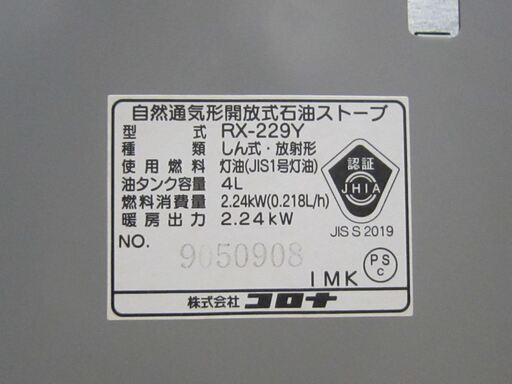 自然通気形開放式石油ストーブ
型式 RX-229Y
種類 しん式・放射形
使用燃料 灯油(JIS1号灯油)
油タンク容量 4L
燃料消費量 2.24kW(0.218L/h)
暖房出力 2.24kW
認証
JHIA
JIS S 2019
NO. 9050908
1MK
PS
C
株式会社 コロナ